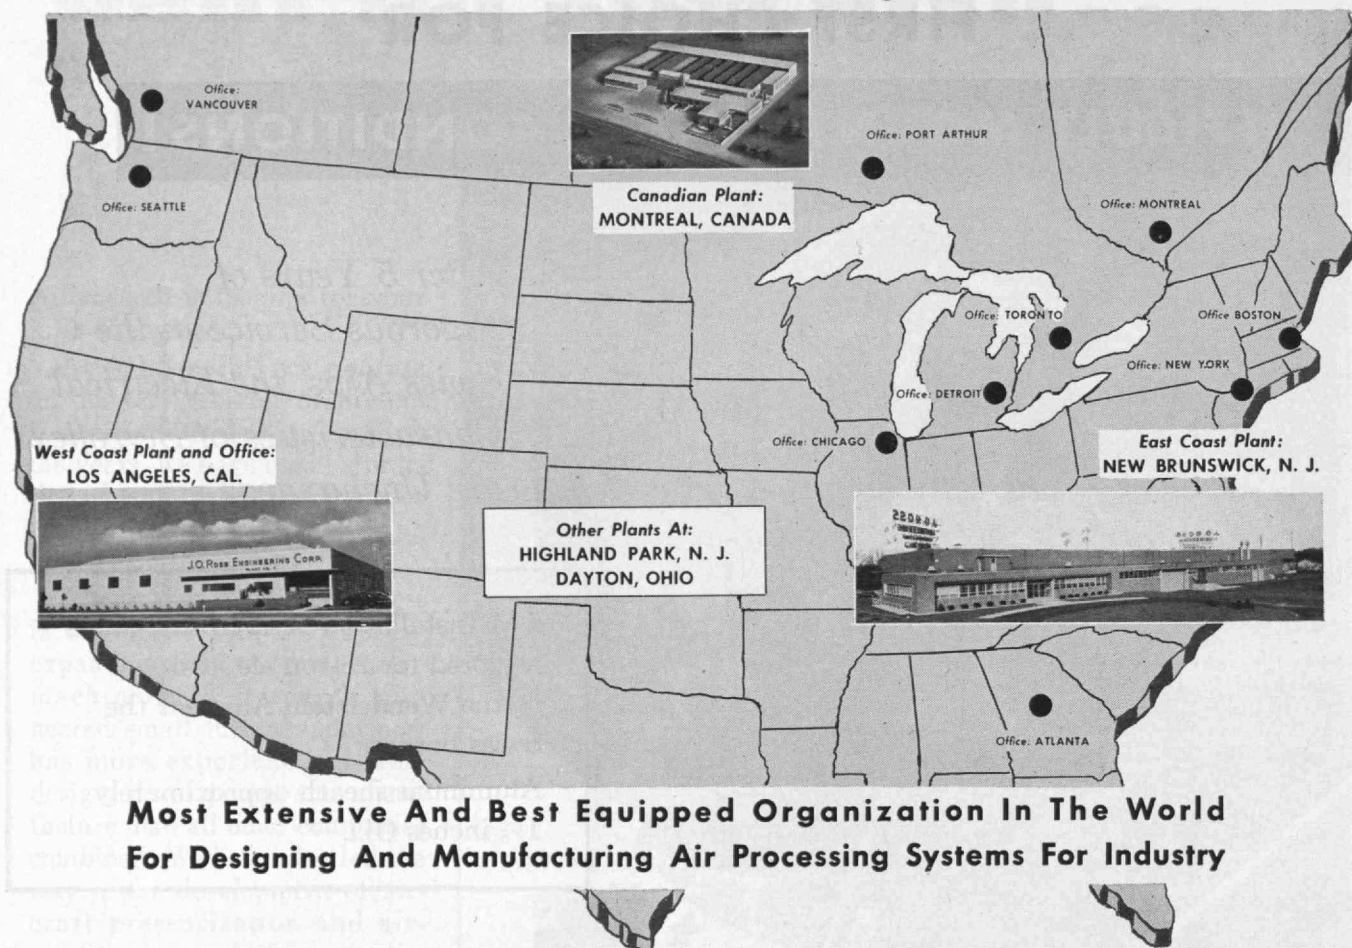 Office:
VANCOUVER
Office: SEATTLE
Canadian Plant:
MONTREAL, CANADA
Office: PORT ARTHUR
Office: MONTREAL
Office: TORONTO
Office BOSTON
Office: NEW YORK
Office: DETROIT
Office: CHICAGO
West Coast Plant and Office:
LOS ANGELES, CAL.
J.O. ROSS ENGINEERING CORP.
Other Plants At:
HIGHLAND PARK, N. J.
DAYTON, OHIO
East Coast Plant:
NEW BRUNSWICK, N. J.
Office: ATLANTA
Most Extensive And Best Equipped Organization In The World
For Designing And Manufacturing Air Processing Systems For Industry